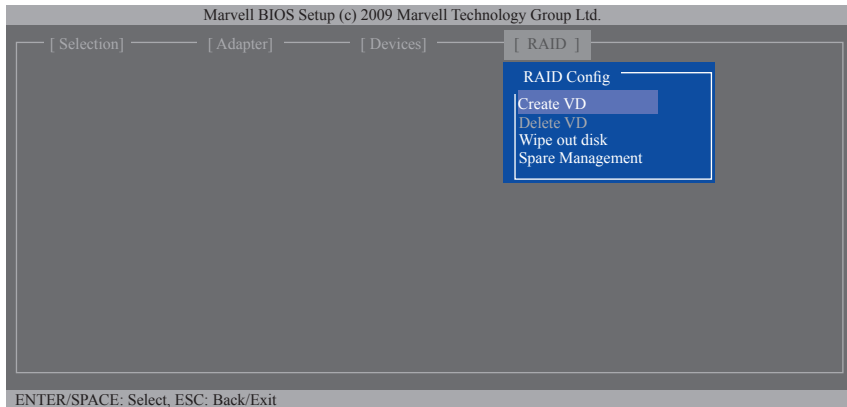 Marvell BIOS Setup (c) 2009 Marvell Technology Group Ltd.
[ Selection] [ Adapter] [ Devices] [ RAID ]
RAID Config
Create VD
Delete VD
Wipe out disk
Spare Management
ENTER/SPACE: Select, ESC: Back/Exit